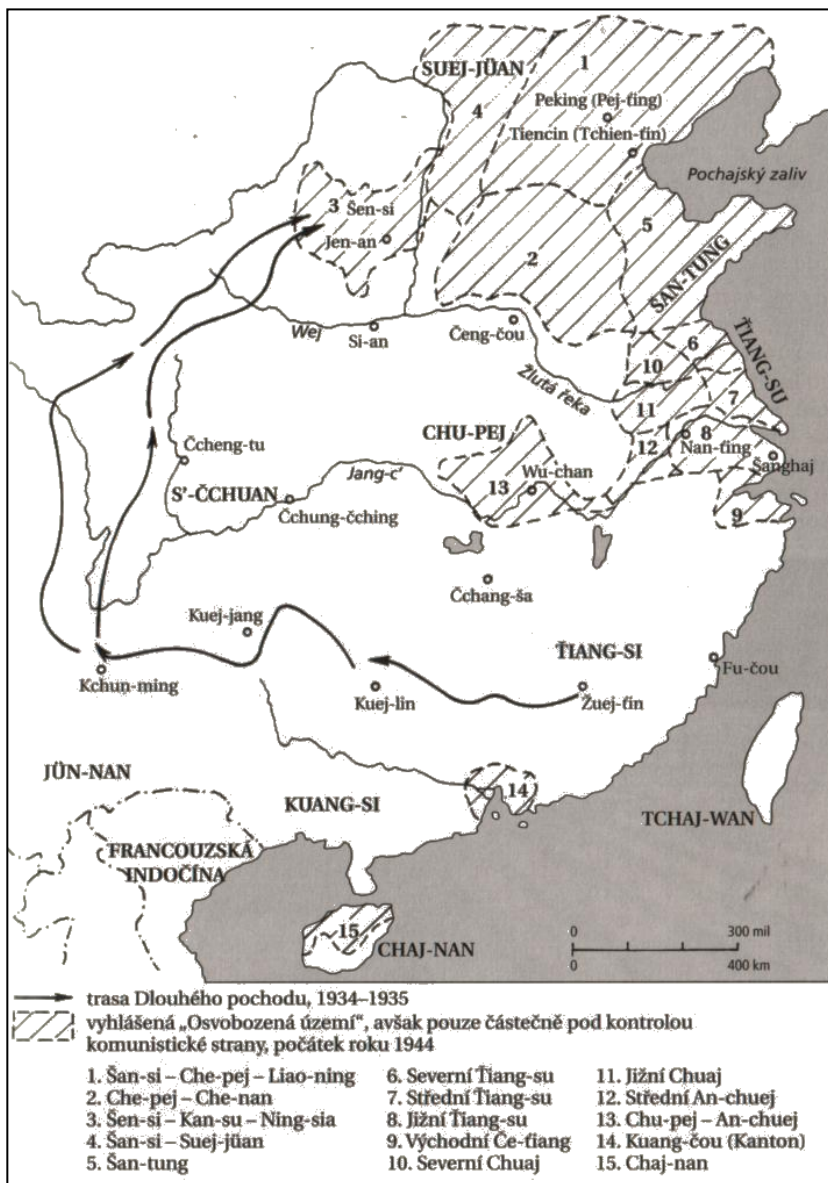 SUEJ-JÜAN
1
Peking (Pej-ťing)
4
Tiencin (Tchien-ťin)
Pochajský zaliv
3
Šen-si
5
Jen-an
2
ŠAN-TUNG
Wej
Si-an
Čeng-čou
6
ŤIANG-SU
10
Žlutá řeka
7
11
CHU-PEJ
8
12
Nan-ťing
Čcheng-tu
Jang-c'
Wu-chan
Šanghaj
13
S'-ČCHUAN
Čchung-čching
9
Čchang-ša
Kuej-jang
ŤIANG-SI
Fu-čou
Kchun-ming
Kuej-lin
Žuej-ťin
JÜN-NAN
14
KUANG-SI
TCHAJ-WAN
FRANCOUZSKÁ
INDOČÍNA
15
CHAJ-NAN
0 300 mil
0 400 km
trasa Dlouhého pochodu, 1934–1935
vyhlášená „Osvobozená území“, avšak pouze částečně pod kontrolou
komunistické strany, počátek roku 1944
1. Šan-si – Che-pej – Liao-ning
2. Che-pej – Che-nan
3. Šen-si – Kan-su – Ning-sia
4. Šan-si – Suej-jüan
5. Šan-tung
6. Severní Ťiang-su
7. Střední Ťiang-su
8. Jižní Ťiang-su
9. Východní Če-ťiang
10. Severní Chuaj
11. Jižní Chuaj
12. Střední An-chuej
13. Chu-pej – An-chuej
14. Kuang-čou (Kanton)
15. Chaj-nan